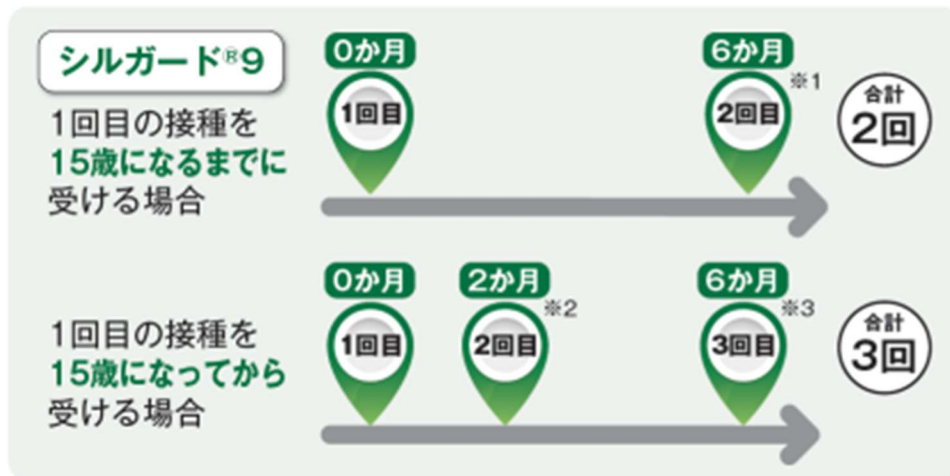 シルガード®9
0か月
6か月
※1
1回目
2回目
合計
2回
1回目の接種を
15歳になるまでに
受ける場合
0か月
2か月
6か月
※2
※3
1回目
2回目
3回目
合計
3回
1回目の接種を
15歳になってから
受ける場合